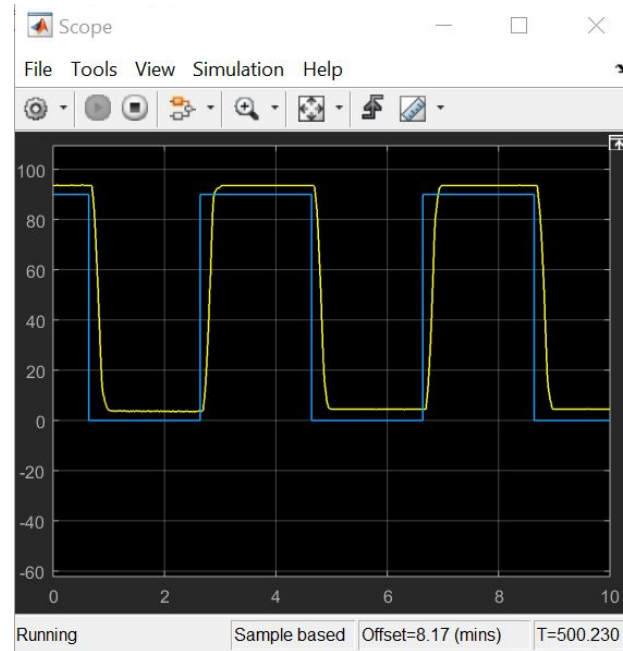 Scope
File Tools View Simulation Help
100
80
60
40
20
0
-20
-40
-60
0 2 4 6 8 10
Running Sample based Offset=8.17 (mins) T=500.230